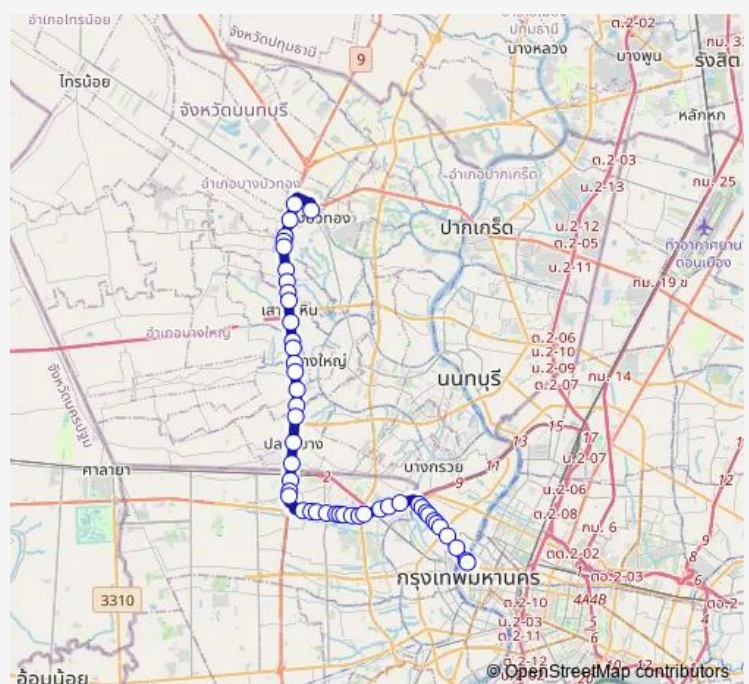 อำเภอไทรน้อย
จังหวัดปทุมธานี
ปทุมธานี
บางหลวง
ต.2-02
บางพูน
กม. 3
รังสิต
9
ไทรน้อย
จังหวัดนนทบุรี
หลักหก
ต.2-03
อำเภอปากเกร็ด
กม. 25
อำเภอบางบัวทอง
น.2-13
ปากเกร็ด
น.2-12
ต.2-05
ท่าอากาศยาน
ดอนเมือง
น.2-11
กม. 19 ข
เสา
หิน
อำเภอบางใหญ่
ต.2-06
น.2-10
น.2-09
ต.2-07
กม. 14
นนทบุรี
จังหวัดนครปฐม
15
13
17
น.2-07
ศาลายา
2
บางกรวย
11
9
12
น.2-06
ต.2-08
กม. 6
9
8
กรุงเทพมหานคร
ตต.2-02
1
ตอ.2-03
6
ตอ.2
3310
4A4B
4
ต.2-10
น.2-03
ต.2-11
5
6
ต.2-12
10
12
อ้อมน้อย
© OpenStreetMap contributors